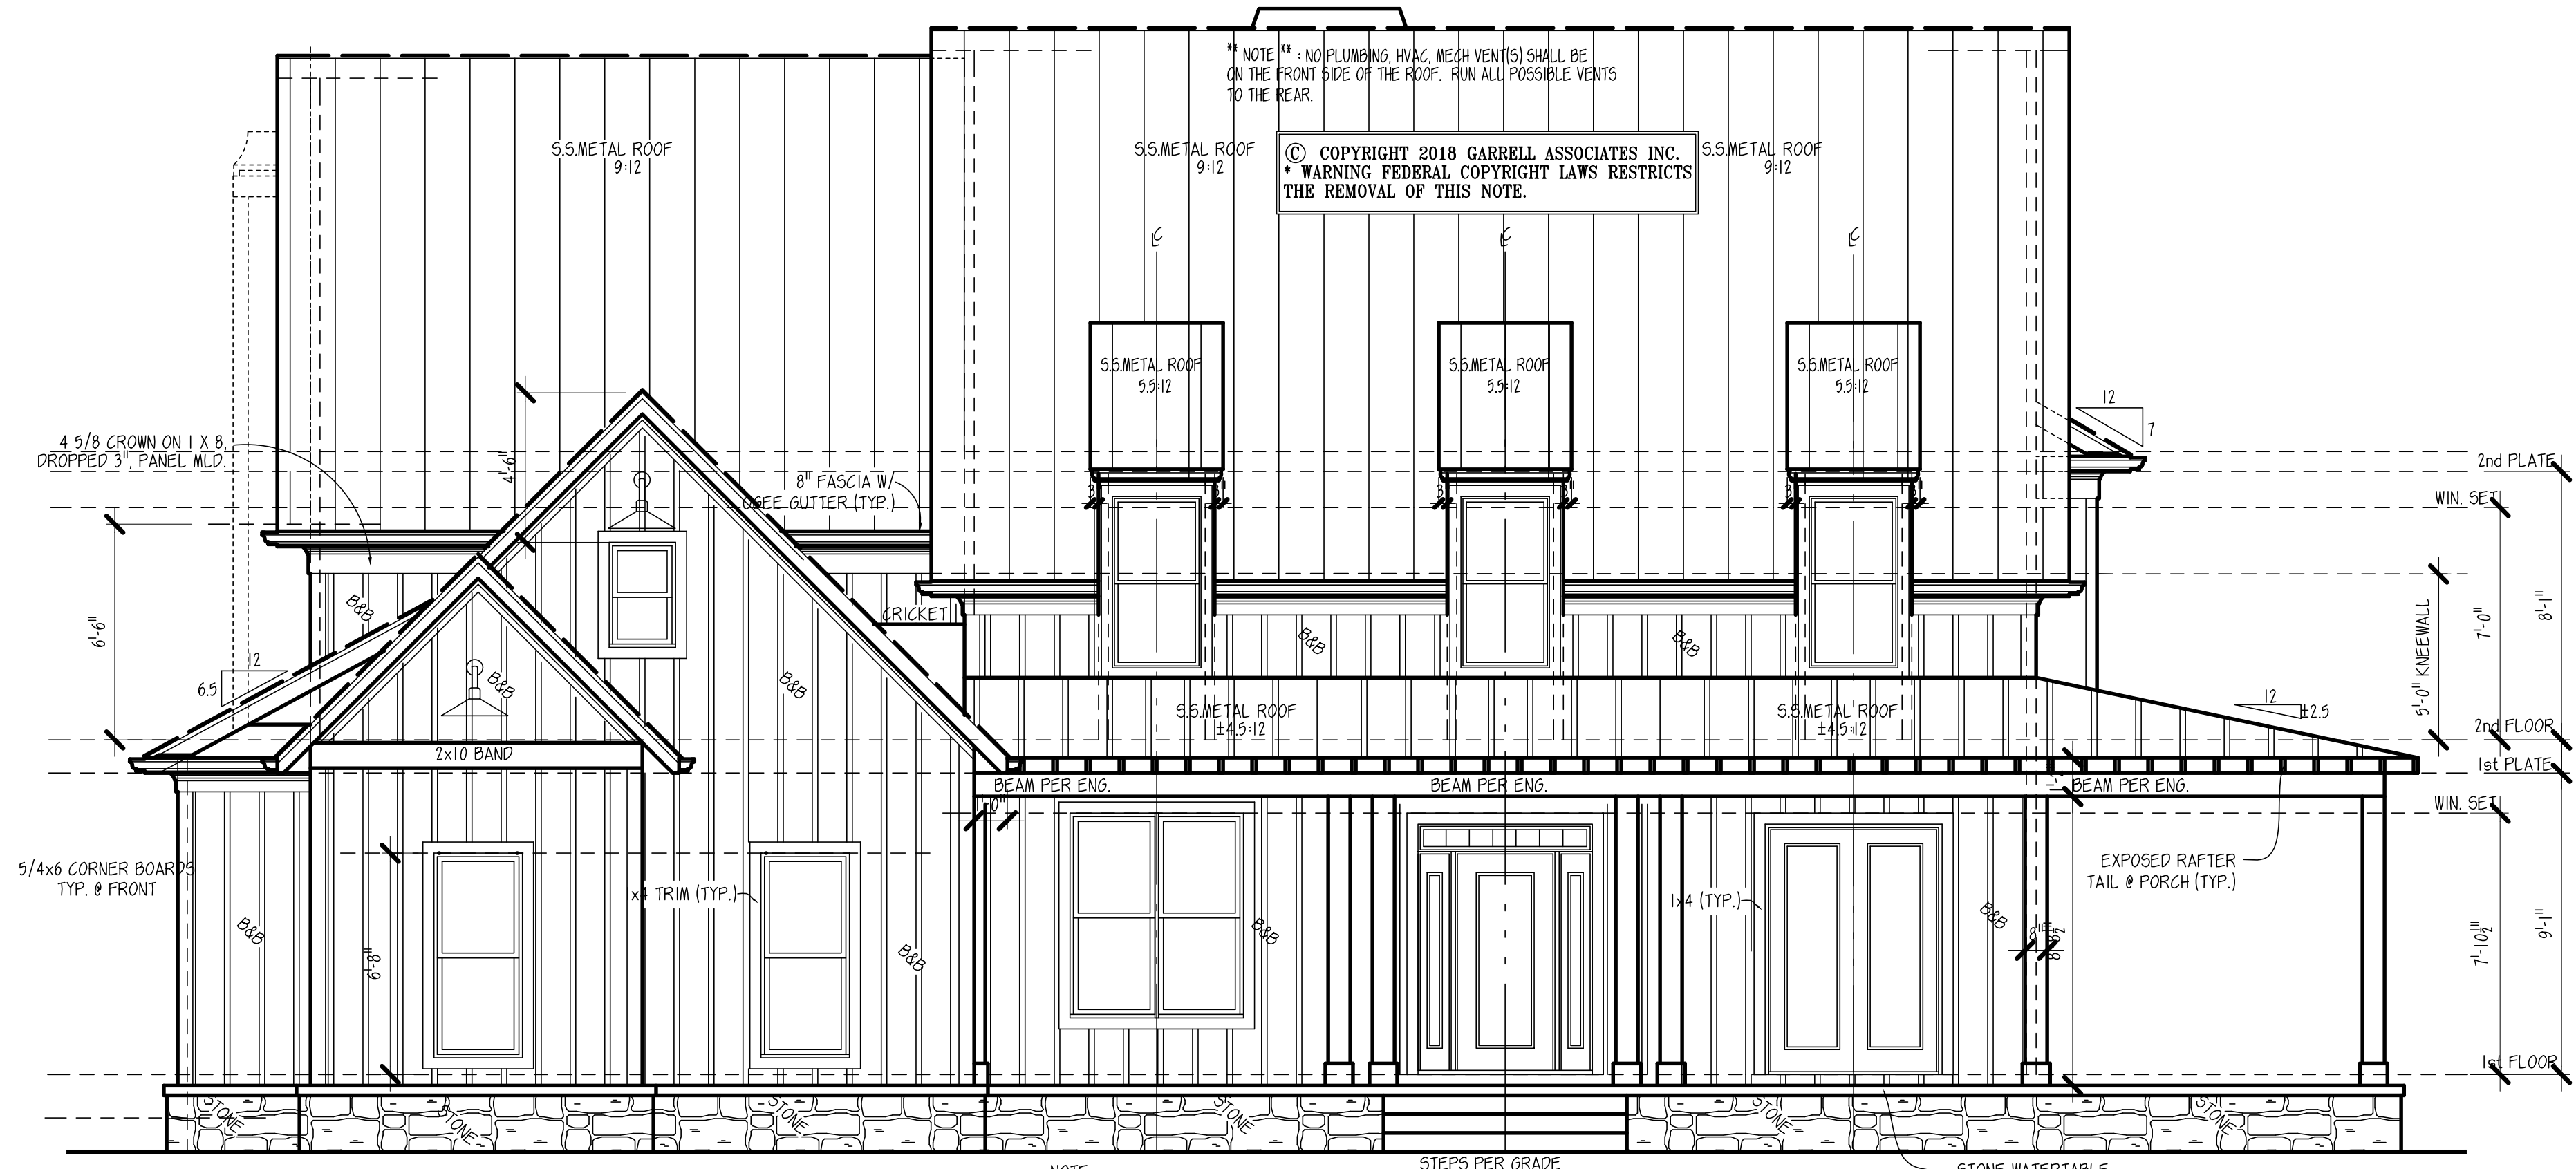 ** NOTE ** : NO PLUMBING, HVAC, MECH VENT(S) SHALL BE
ON THE FRONT SIDE OF THE ROOF. RUN ALL POSSIBLE VENTS
TO THE REAR.
S.S.METAL ROOF
9:12
S.S.METAL ROOF
9:12
© COPYRIGHT 2018 GARRELL ASSOCIATES INC.
* WARNING FEDERAL COPYRIGHT LAWS RESTRICTS
THE REMOVAL OF THIS NOTE.
S.S.METAL ROOF
9:12
℄
℄
℄
S.S.METAL ROOF
5.5:12
S.S.METAL ROOF
5.5:12
S.S.METAL ROOF
5.5:12
12
7
4 5/8 CROWN ON 1 X 8,
DROPPED 3", PANEL MLD.
4'-6"
8" FASCIA W/
OGEE GUTTER (TYP.)
2nd PLATE
WIN. SET
B&B
CRICKET
6'-6"
B&B
B&B
7'-0"
8'-1"
5'-0" KNEEWALL
12
6.5
B&B
B&B
S.S.METAL ROOF
±4.5:12
S.S.METAL ROOF
±4.5:12
12
±2.5
2nd FLOOR
2x10 BAND
1st PLATE
BEAM PER ENG.
BEAM PER ENG.
BEAM PER ENG.
1'-0"
WIN. SET
5/4x6 CORNER BOARDS
TYP. @ FRONT
1x4 TRIM (TYP.)
1x4 (TYP.)
EXPOSED RAFTER
TAIL @ PORCH (TYP.)
B&B
6'-8"
B&B
B&B
B&B
8"
7'-10½"
9'-1"
1st FLOOR
STONE
STONE
STONE
STONE
STONE
STONE
NOTE
STEPS PER GRADE
STONE WATERTABLE